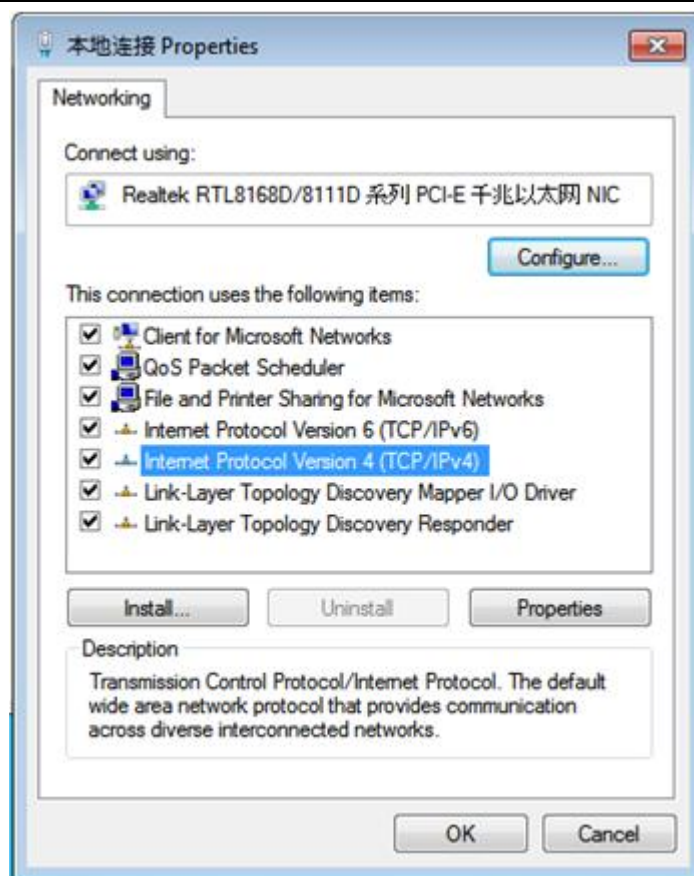 本地连接 Properties
Networking
Connect using:
Realtek RTL8168D/8111D 系列 PCI-E 千兆以太网 NIC
Configure...
This connection uses the following items:
Client for Microsoft Networks
QoS Packet Scheduler
File and Printer Sharing for Microsoft Networks
Internet Protocol Version 6 (TCP/IPv6)
Internet Protocol Version 4 (TCP/IPv4)
Link-Layer Topology Discovery Mapper I/O Driver
Link-Layer Topology Discovery Responder
Install... Uninstall Properties
Description
Transmission Control Protocol/Internet Protocol. The default
wide area network protocol that provides communication
across diverse interconnected networks.
OK Cancel